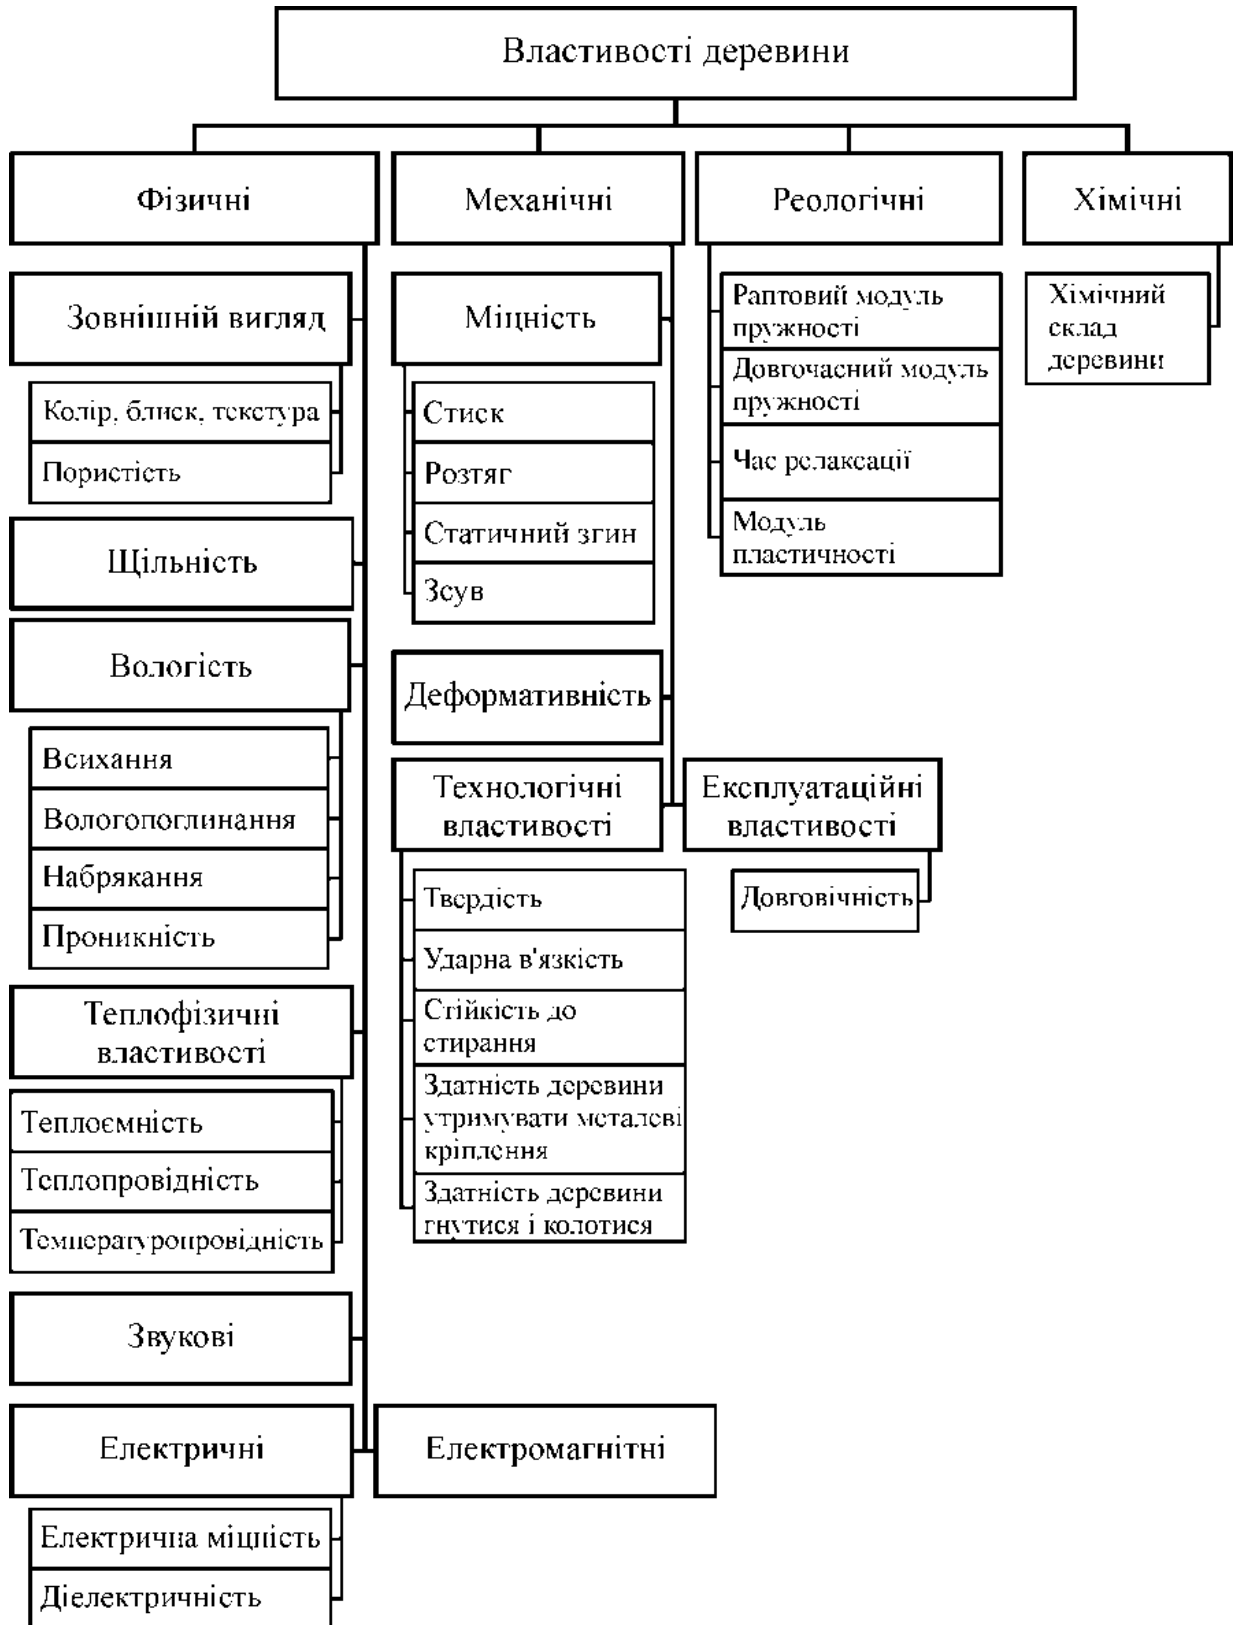 Властивості деревини
Фізичні
Механічні
Реологічні
Хімічні
Зовнішній вигляд
Колір, блиск, текстура
Пористість
Щільність
Вологість
Всихання
Вологопоглинання
Набрякання
Проникність
Теплофізичні
властивості
Теплоємність
Теплопровідність
Температуропровідність
Звукові
Електричні
Електромагнітні
Електрична міцність
Діелектричність
Міцність
Стиск
Розтяг
Статичний згин
Зсув
Деформативність
Технологічні
властивості
Твердість
Ударна в'язкість
Стійкість до
стирання
Здатність деревини
утримувати металеві
кріплення
Здатність деревини
гнутися і колотися
Експлуатаційні
властивості
Довговічність
Раптовий модуль
пружності
Довгочасний модуль
пружності
Час релаксації
Модуль
пластичності
Хімічний
склад
деревини